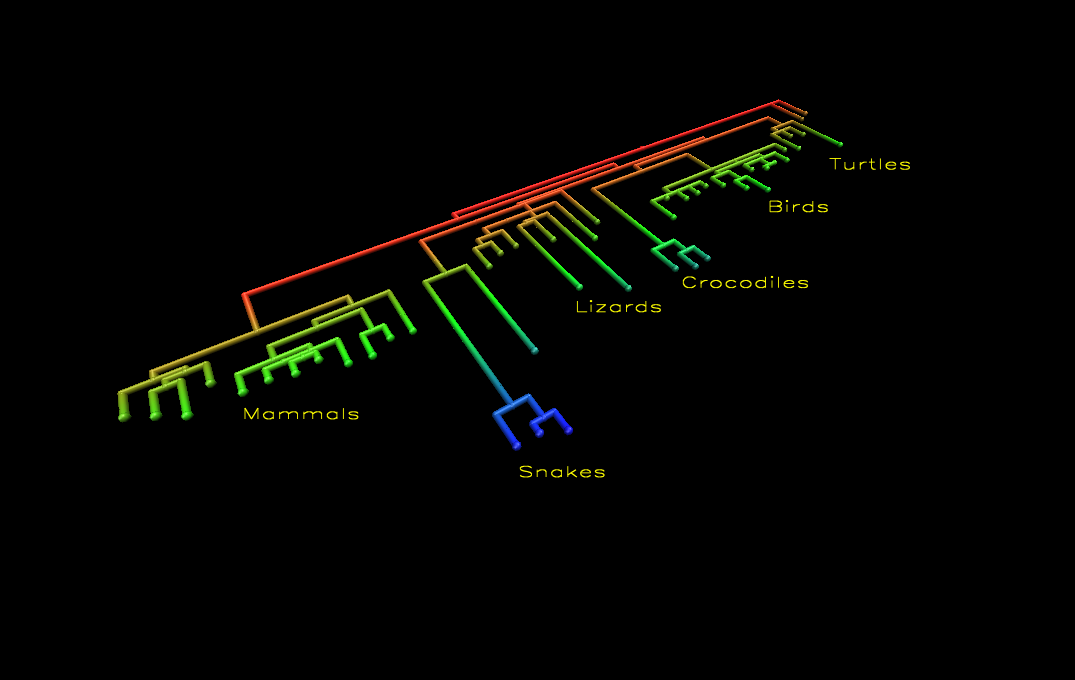 Turtles
Birds
Crocodiles
Lizards
Mammals
Snakes